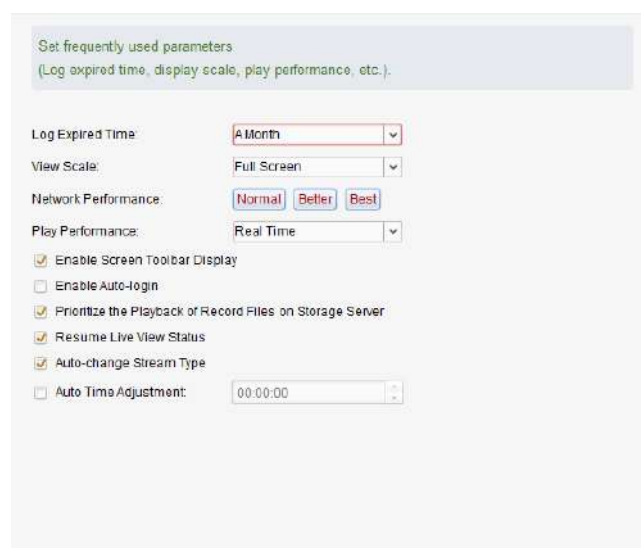 Set frequently used parameters
(Log expired time, display scale, play performance, etc.).
Log Expired Time: A Month
View Scale: Full Screen
Network Performance: Normal Better Best
Play Performance: Real Time
Enable Screen Toolbar Display
Enable Auto-login
Prioritize the Playback of Record Files on Storage Server
Resume Live View Status
Auto-change Stream Type
Auto Time Adjustment: 00:00:00